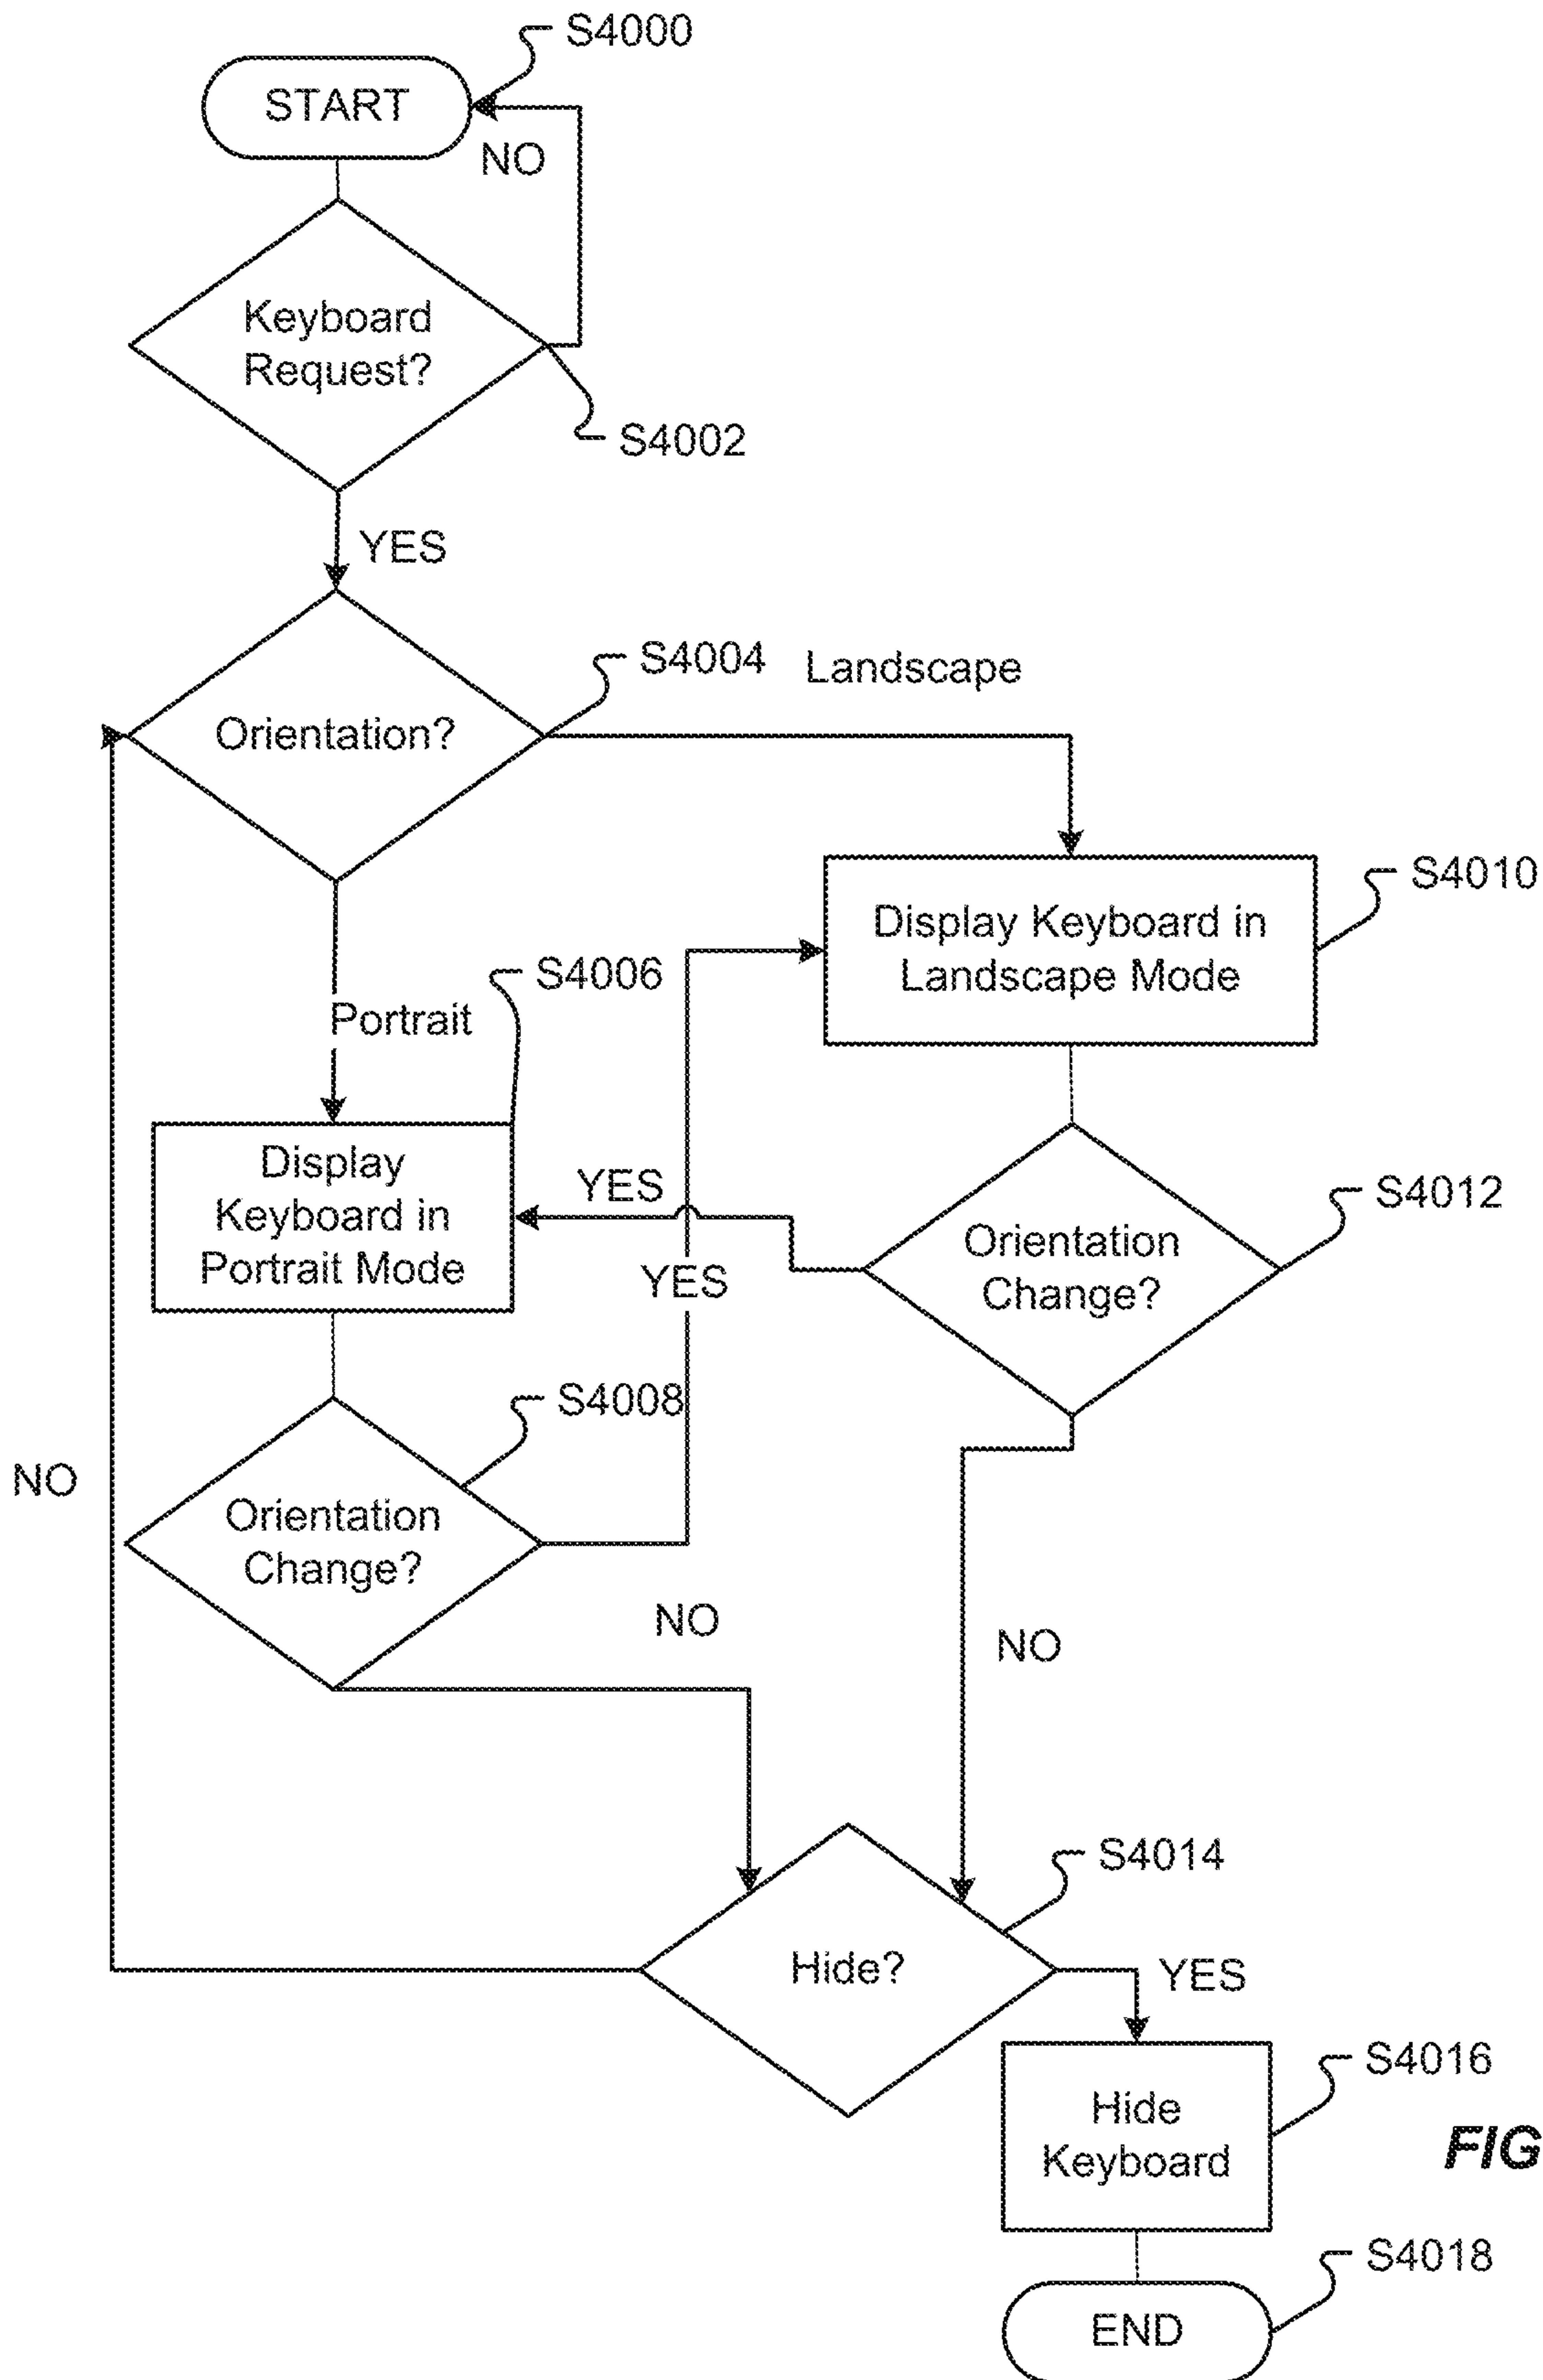 S4000
START
NO
Keyboard
Request?
S4002
YES
S4004
Landscape
Orientation?
S4010
Display Keyboard in
Landscape Mode
S4006
Portrait
Display
Keyboard in
Portrait Mode
YES
S4012
Orientation
Change?
YES
S4008
NO
Orientation
Change?
NO
NO
S4014
Hide?
YES
S4016
Hide
Keyboard
FIG
S4018
END